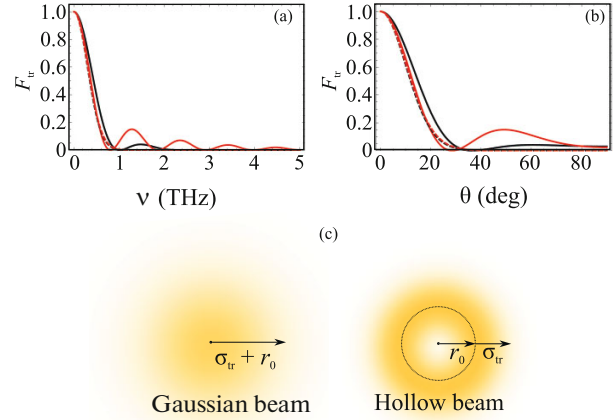 (a)
F_tr
1.0
0.8
0.6
0.4
0.2
0
0 1 2 3 4 5
ν (THz)
(b)
F_tr
1.0
0.8
0.6
0.4
0.2
0
0 20 40 60 80
θ (deg)
(c)
σ_tr + r_0
Gaussian beam
r_0 σ_tr
Hollow beam